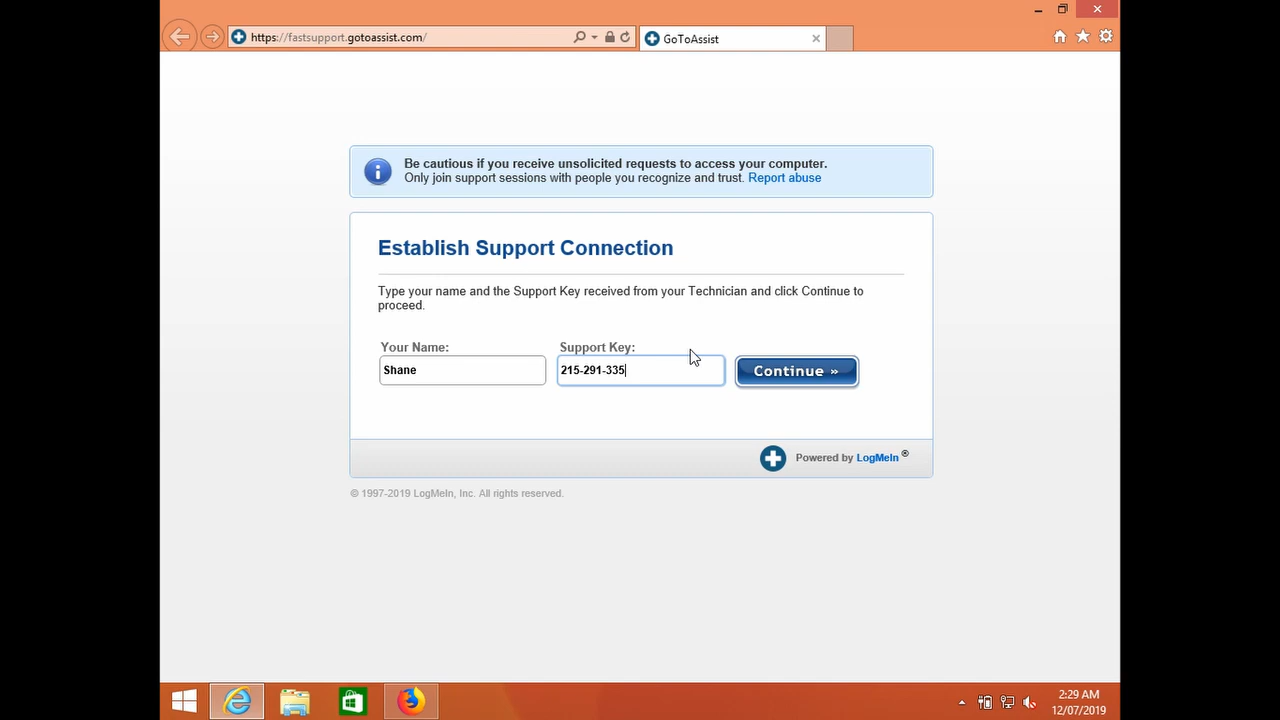 https://fastsupport.gotoassist.com/
GoToAssist
Be cautious if you receive unsolicited requests to access your computer.
Only join support sessions with people you recognize and trust. Report abuse
Establish Support Connection
Type your name and the Support Key received from your Technician and click Continue to
proceed.
Your Name: Support Key:
Shane 215-291-335 Continue »
Powered by LogMeIn ®
© 1997-2019 LogMeIn, Inc. All rights reserved.
2:29 AM
12/07/2019